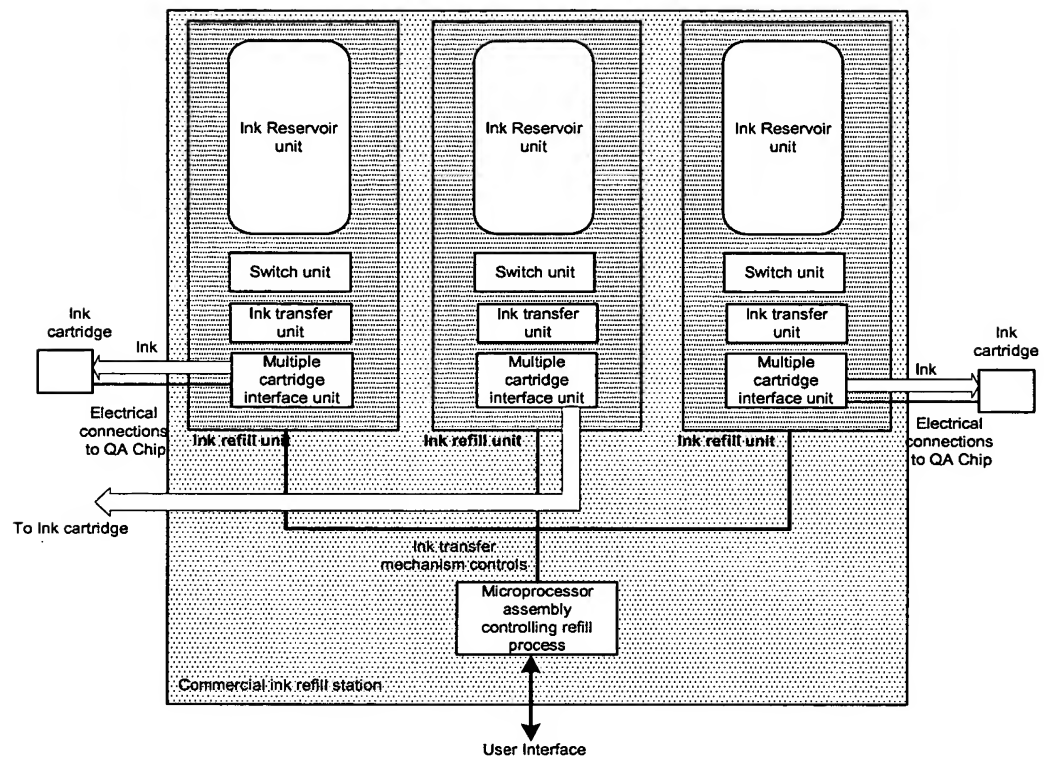 Ink Reservoir
unit
Ink Reservoir
unit
Ink Reservoir
unit
Switch unit
Switch unit
Switch unit
Ink transfer
unit
Ink transfer
unit
Ink transfer
unit
Ink
cartridge
Ink
Multiple
cartridge
interface unit
Multiple
cartridge
interface unit
Multiple
cartridge
interface unit
Ink
Ink
cartridge
Electrical
connections
to QA Chip
Ink refill unit
Ink refill unit
Ink refill unit
Electrical
connections
to QA Chip
To Ink cartridge
Ink transfer
mechanism controls
Microprocessor
assembly
controlling refill
process
Commercial ink refill station
User Interface